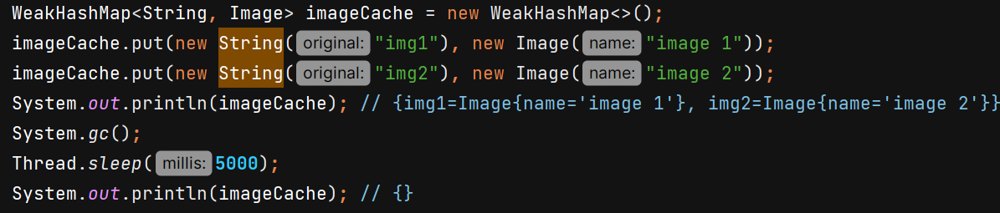 WeakHashMap<String, Image> imageCache = new WeakHashMap<>();
imageCache.put(new String( original: "img1"), new Image( name: "image 1"));
imageCache.put(new String( original: "img2"), new Image( name: "image 2"));
System.out.println(imageCache); // {img1=Image{name='image 1'}, img2=Image{name='image 2'}}
System.gc();
Thread.sleep( millis: 5000);
System.out.println(imageCache); // {}